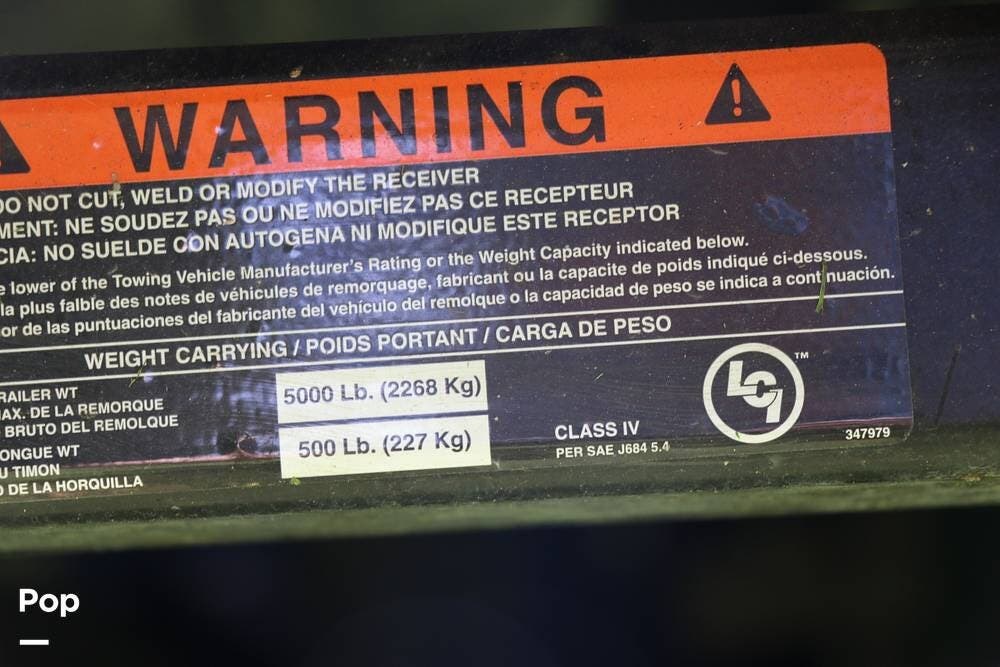 WARNING
DO NOT CUT, WELD OR MODIFY THE RECEIVER
MENT: NE SOUDEZ PAS OU NE MODIFIEZ PAS CE RECEPTEUR
CIA: NO SUELDE CON AUTOGENA NI MODIFIQUE ESTE RECEPTOR
e lower of the Towing Vehicle Manufacturer's Rating or the Weight Capacity indicated below.
la plus falble des notes de véhicules de remorquage, fabricant ou la capacite de poids indiqué ci-dessous.
or de las puntuaciones del fabricante del vehículo del remolque o la capacidad de peso se indica a continuación.
WEIGHT CARRYING / POIDS PORTANT / CARGA DE PESO
RAILER WT
AX. DE LA REMORQUE
BRUTO DEL REMOLQUE
5000 Lb. (2268 Kg)
ONGUE WT
U TIMON
O DE LA HORQUILLA
500 Lb. (227 Kg)
CLASS IV
PER SAE J684 5.4
LCI TM
347979
Pop